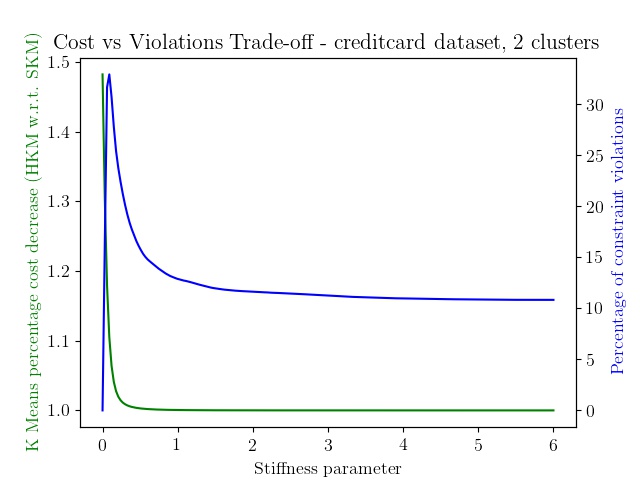 Cost vs Violations Trade-off - creditcard dataset, 2 clusters
K Means percentage cost decrease (HKM w.r.t. SKM)
1.5
1.4
1.3
1.2
1.1
1.0
30
25
20
15
10
5
0
Percentage of constraint violations
0 1 2 3 4 5 6
Stiffness parameter